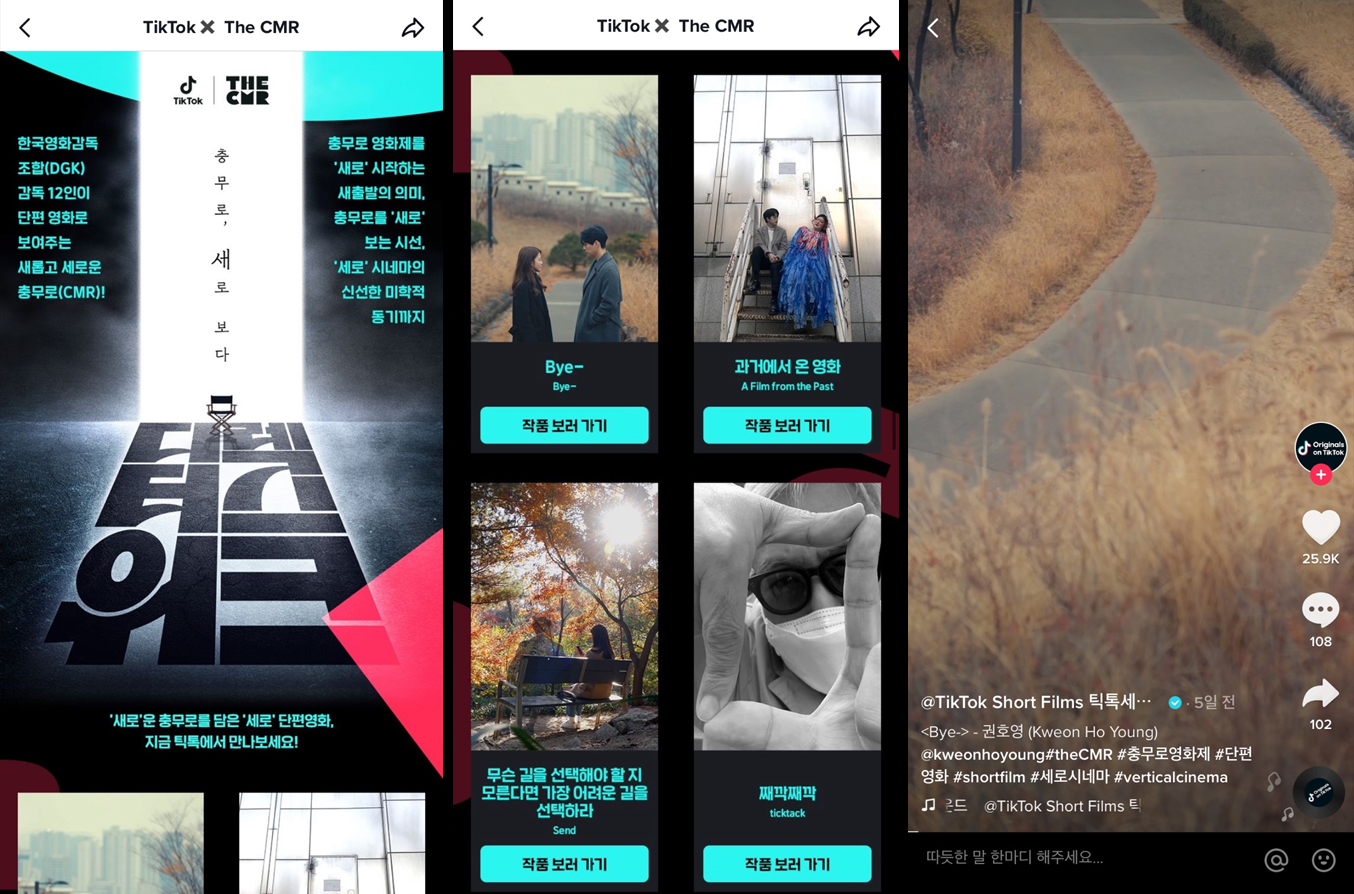 TikTok ✖ The CMR
TikTok
THE
CMR
한국영화감독
조합(DGK)
감독 12인이
단편 영화로
보여주는
새롭고 세로운
충무로(CMR)!
충
무
로,
새
로
보
다
충무로 영화제를
'새로' 시작하는
새출발의 의미,
충무로를 '새로'
보는 시선,
'세로' 시네마의
신선한 미학적
동기까지
'새로'운 충무로를 담은 '세로' 단편영화,
지금 틱톡에서 만나보세요!
TikTok ✖ The CMR
Bye-
Bye-
작품 보러 가기
과거에서 온 영화
A Film from the Past
작품 보러 가기
무슨 길을 선택해야 할 지
모른다면 가장 어려운 길을
선택하라
Send
작품 보러 가기
째깍째깍
ticktack
작품 보러 가기
Originals
on TikTok
25.9K
108
102
@TikTok Short Films 틱톡세… · 5일 전
<Bye-> - 권호영 (Kweon Ho Young)
@kweonhoyoung#theCMR #충무로영화제 #단편
영화 #shortfilm #세로시네마 #verticalcinema
운드 @TikTok Short Films 틱
따뜻한 말 한마디 해주세요...